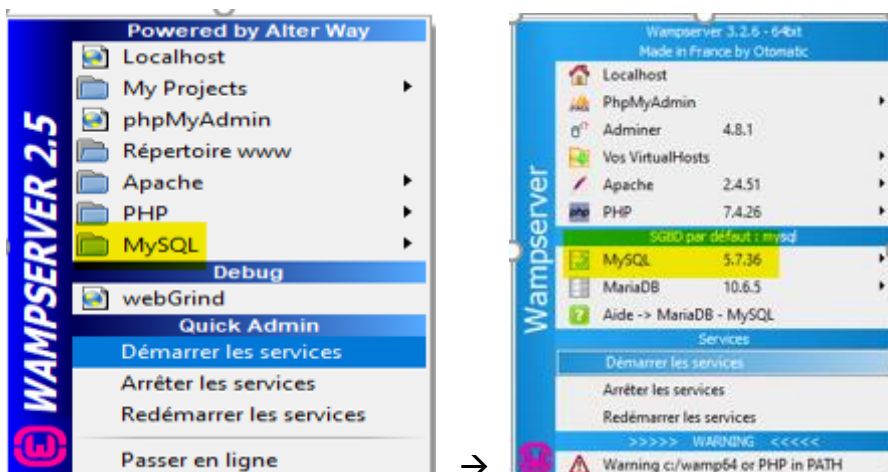 Powered by Alter Way
Localhost
My Projects
phpMyAdmin
Répertoire www
Apache
PHP
MySQL
Debug
webGrind
Quick Admin
Démarrer les services
Arrêter les services
Redémarrer les services
Passer en ligne
WAMPSERVER 2.5
→
Wampserver 3.2.6 - 64bit
Made in France by Otomatic
Localhost
PhpMyAdmin
Adminer 4.8.1
Vos VirtualHosts
Apache 2.4.51
php PHP 7.4.26
SGBD par défaut : mysql
MySQL 5.7.36
MariaDB 10.6.5
Aide -> MariaDB - MySQL
Services
Démarrer les services
Arrêter les services
Redémarrer les services
>>>>> WARNING <<<<<
Warning c:/wamp64 or PHP in PATH
Wampserver